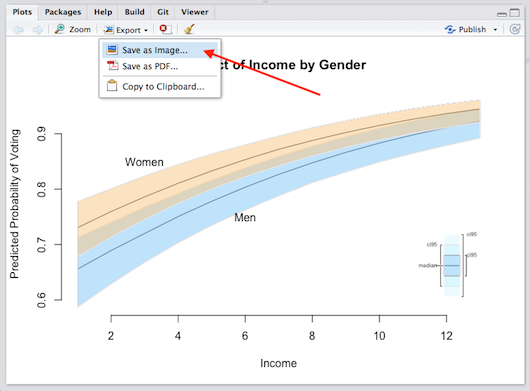 Plots Packages Help Build Git Viewer
Zoom Export Publish
Save as Image...
Save as PDF...
Copy to Clipboard...
ct of Income by Gender
Predicted Probability of Voting
0.9
0.8
0.7
0.6
Women
Men
ci95
ci95
ci95
median
2 4 6 8 10 12
Income